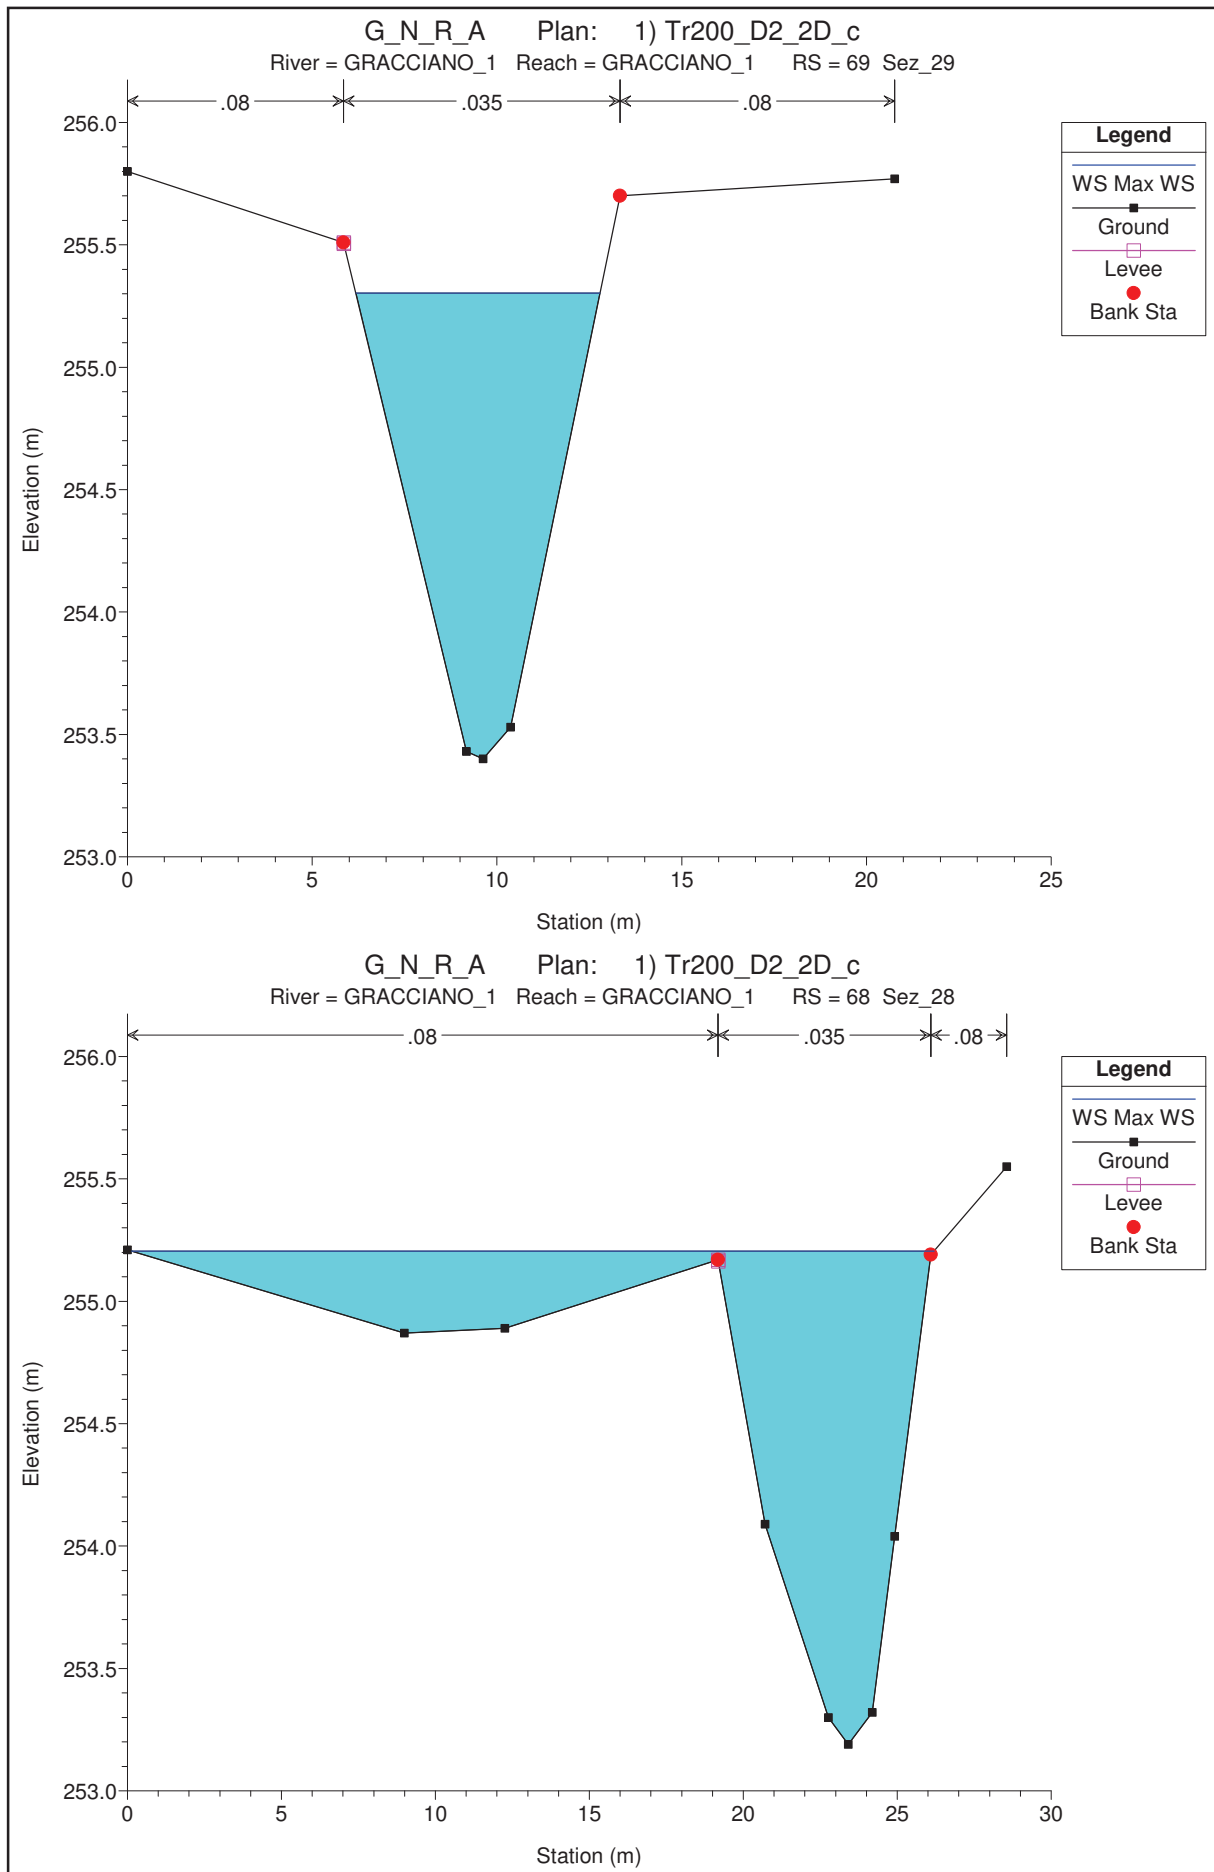 G_N_R_A Plan: 1) Tr200_D2_2D_c
River = GRACCIANO_1 Reach = GRACCIANO_1 RS = 69 Sez_29
.08 .035 .08
256.0
255.5
255.0
254.5
254.0
253.5
253.0
Elevation (m)
0 5 10 15 20 25
Station (m)
Legend
WS Max WS
Ground
Levee
Bank Sta
G_N_R_A Plan: 1) Tr200_D2_2D_c
River = GRACCIANO_1 Reach = GRACCIANO_1 RS = 68 Sez_28
.08 .035 .08
256.0
255.5
255.0
254.5
254.0
253.5
253.0
Elevation (m)
0 5 10 15 20 25 30
Station (m)
Legend
WS Max WS
Ground
Levee
Bank Sta